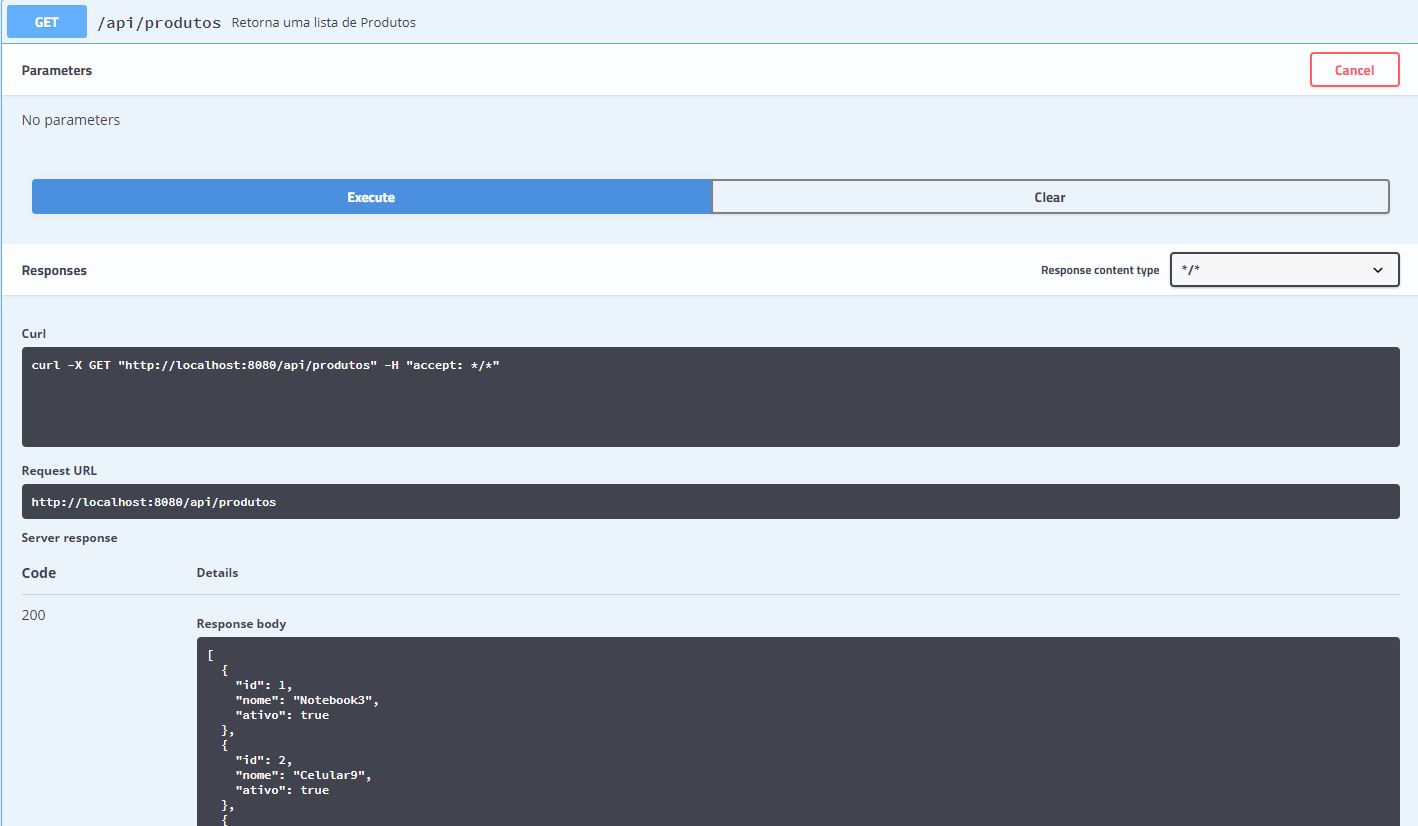 GET /api/produtos Retorna uma lista de Produtos
Parameters Cancel
No parameters
Execute Clear
Responses Response content type */*
Curl
curl -X GET "http://localhost:8080/api/produtos" -H "accept: */*"
Request URL
http://localhost:8080/api/produtos
Server response
Code Details
200
Response body
[
{
"id": 1,
"nome": "Notebook3",
"ativo": true
},
{
"id": 2,
"nome": "Celular9",
"ativo": true
},
{